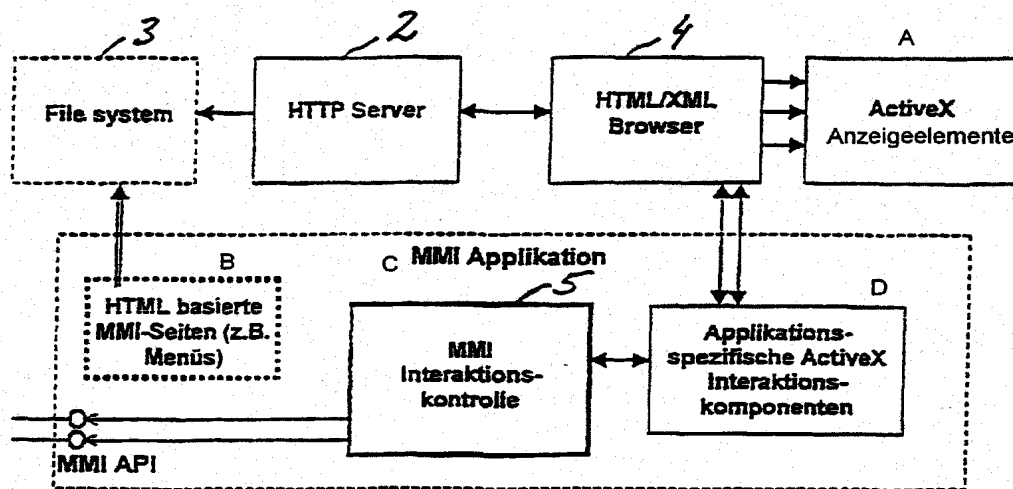 3
2
4
A
File system
HTTP Server
HTML/XML
Browser
ActiveX
Anzeigeelemente
B
C
MMI Applikation
5
D
HTML basierte
MMI-Seiten (z.B.
Menüs)
MMI
Interaktions-
kontrolle
Applikations-
spezifische ActiveX
Interaktions-
komponenten
MMI API